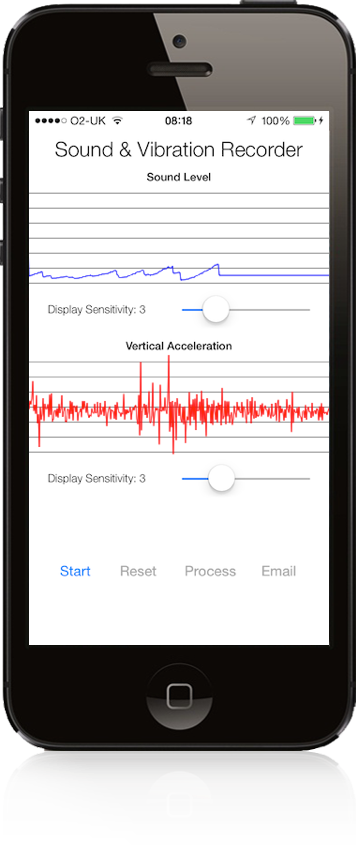 O2-UK 08:18 100%
Sound & Vibration Recorder
Sound Level
Display Sensitivity: 3
Vertical Acceleration
Display Sensitivity: 3
Start Reset Process Email